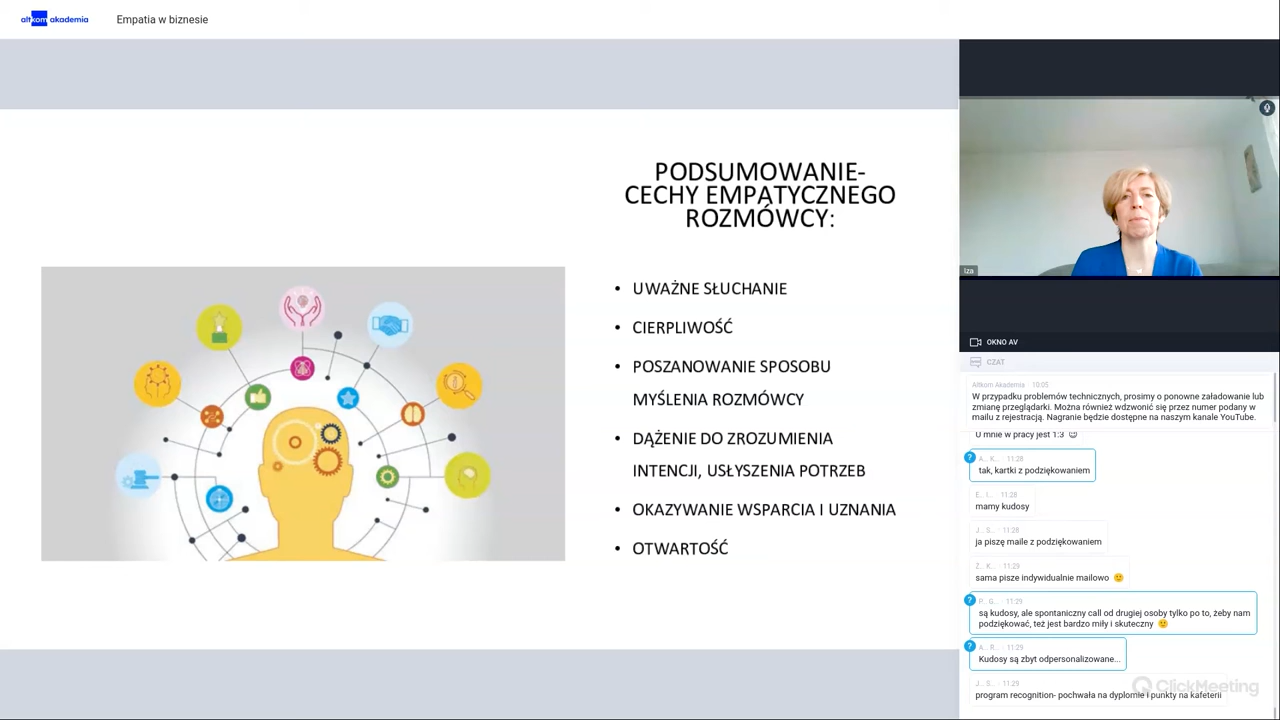 altkom akademia
Empatia w biznesie
PODSUMOWANIE-
CECHY EMPATYCZNEGO
ROZMÓWCY:
• UWAŻNE SŁUCHANIE
• CIERPLIWOŚĆ
• POSZANOWANIE SPOSOBU
MYŚLENIA ROZMÓWCY
• DĄŻENIE DO ZROZUMIENIA
INTENCJI, USŁYSZENIA POTRZEB
• OKAZYWANIE WSPARCIA I UZNANIA
• OTWARTOŚĆ
Iza
OKNO AV
CZAT
Altkom Akademia · 10:05
W przypadku problemów technicznych, prosimy o ponowne załadowanie lub
zmianę przeglądarki. Można również wdzwonić się przez numer podany w
mailu z rejestracją. Nagranie będzie dostępne na naszym kanale YouTube.
U mnie w pracy jest 1:3
? A... K... · 11:28
tak, kartki z podziękowaniem
E... I... · 11:28
mamy kudosy
J... S... · 11:28
ja piszę maile z podziękowaniem
Ż... K... · 11:29
sama pisze indywidualnie mailowo 🙂
? P... G... · 11:29
są kudosy, ale spontaniczny call od drugiej osoby tylko po to, żeby nam
podziękować, też jest bardzo miły i skuteczny 🙂
? A... R... · 11:29
Kudosy są zbyt odpersonalizowane...
J... S... · 11:29
program recognition- pochwała na dyplomie i punkty na kafeterii
ClickMeeting